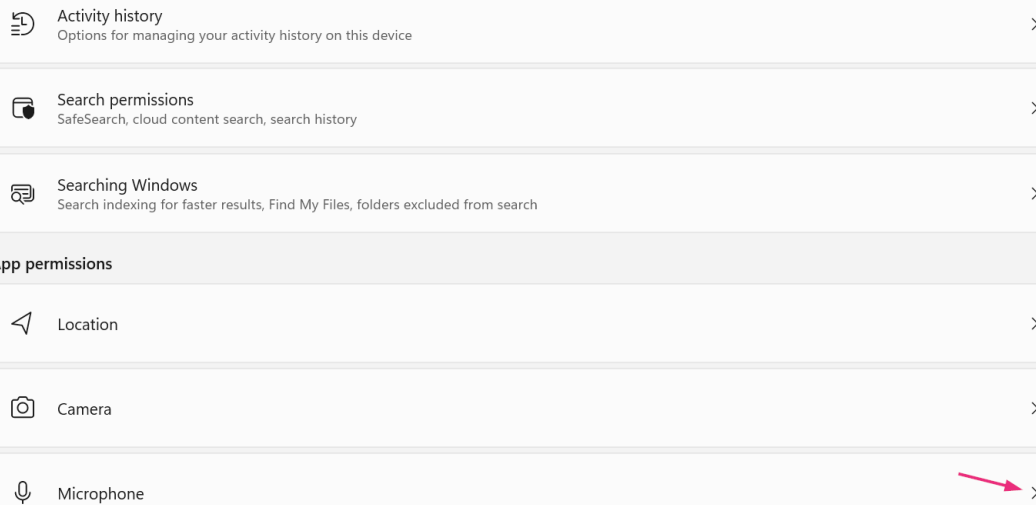 Activity history
Options for managing your activity history on this device
Search permissions
SafeSearch, cloud content search, search history
Searching Windows
Search indexing for faster results, Find My Files, folders excluded from search
pp permissions
Location
Camera
Microphone